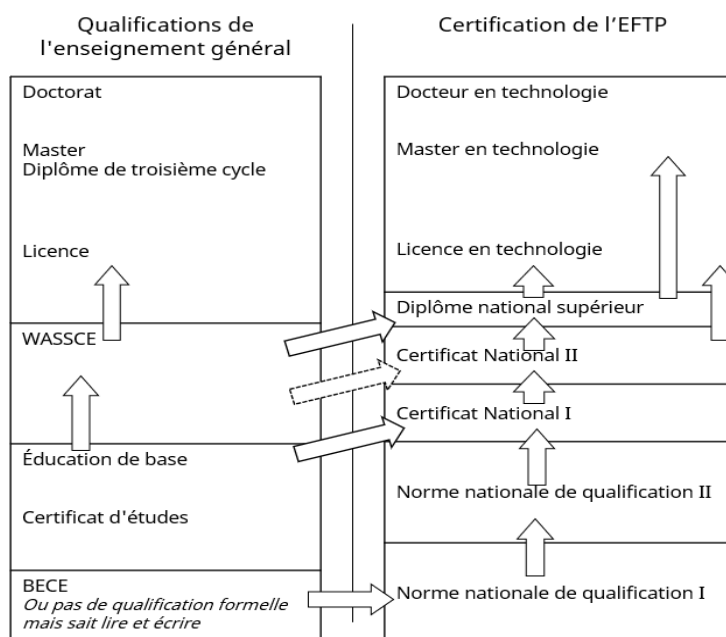 Qualifications de
l'enseignement général
Certification de l’EFTP
Doctorat
Master
Diplôme de troisième cycle
Licence
WASSCE
Éducation de base
Certificat d'études
BECE
Ou pas de qualification formelle
mais sait lire et écrire
Docteur en technologie
Master en technologie
Licence en technologie
Diplôme national supérieur
Certificat National II
Certificat National I
Norme nationale de qualification II
Norme nationale de qualification I